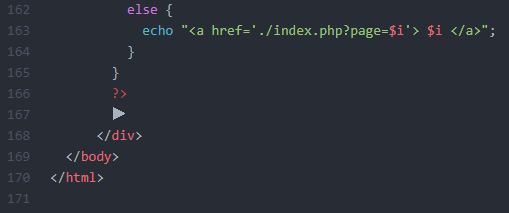 162 else {
163 echo "<a href='./index.php?page=$i'> $i </a>";
164 }
165 }
166 ?>
167 ▶
168 </div>
169 </body>
170 </html>
171